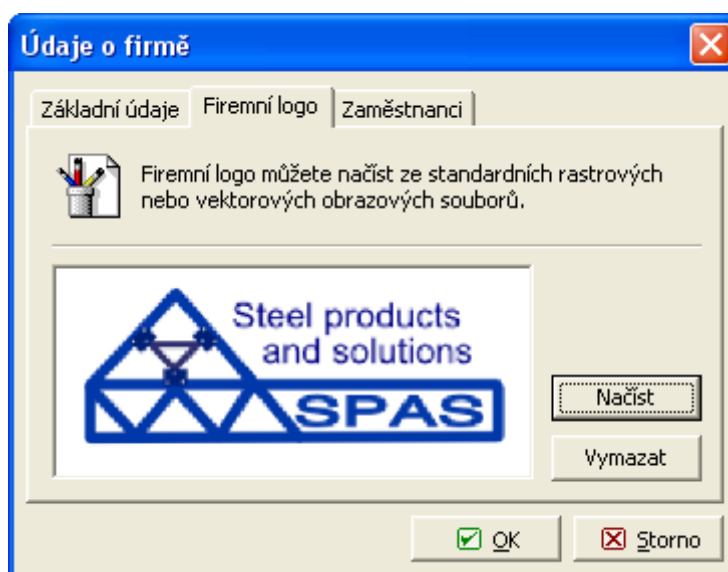 Údaje o firmě
Základní údaje
Firemní logo
Zaměstnanci
Firemní logo můžete načíst ze standardních rastrových
nebo vektorových obrazových souborů.
Steel products
and solutions
SPAS
Načíst
Vymazat
OK
Storno